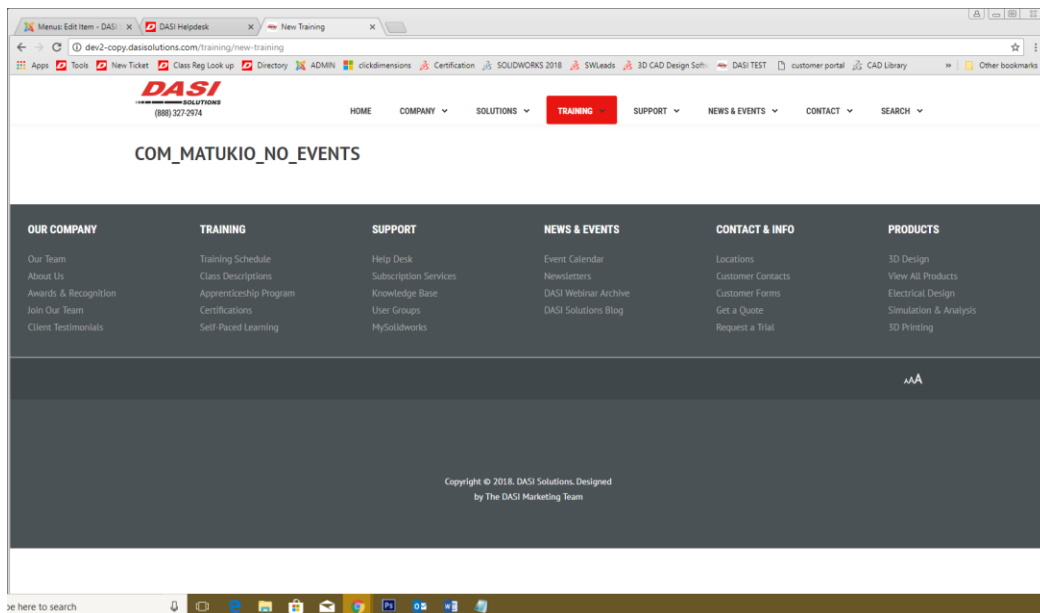 Menus: Edit Item - DASI
DASI Helpdesk
New Training
dev2-copy.dasisolutions.com/training/new-training
Apps Tools New Ticket Class Reg Look up Directory ADMIN clickdimensions Certification SOLIDWORKS 2018 SWLeads 3D CAD Design Soft DASI TEST customer portal CAD Library » Other bookmarks
DASI
SOLUTIONS
(888) 327-2974
HOME COMPANY SOLUTIONS TRAINING SUPPORT NEWS & EVENTS CONTACT SEARCH
COM_MATUKIO_NO_EVENTS
OUR COMPANY TRAINING SUPPORT NEWS & EVENTS CONTACT & INFO PRODUCTS
Our Team Training Schedule Help Desk Event Calendar Locations 3D Design
About Us Class Descriptions Subscription Services Newsletters Customer Contacts View All Products
Awards & Recognition Apprenticeship Program Knowledge Base DASI Webinar Archive Customer Forms Electrical Design
Join Our Team Certifications User Groups DASI Solutions Blog Get a Quote Simulation & Analysis
Client Testimonials Self-Paced Learning MySolidworks Request a Trial 3D Printing
AAA
Copyright © 2018. DASI Solutions. Designed
by The DASI Marketing Team
pe here to search